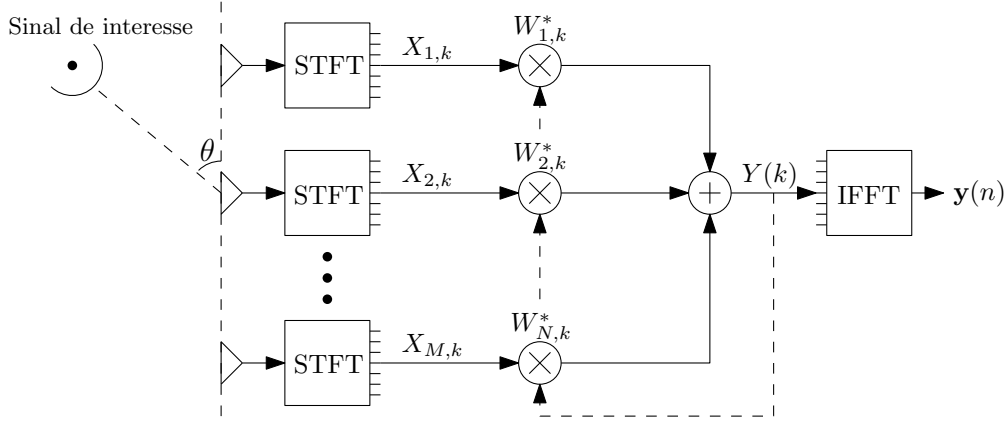 Sinal de interesse
θ
STFT
X_{1,k}
W^*_{1,k}
STFT
X_{2,k}
W^*_{2,k}
Y(k)
IFFT
y(n)
STFT
X_{M,k}
W^*_{N,k}